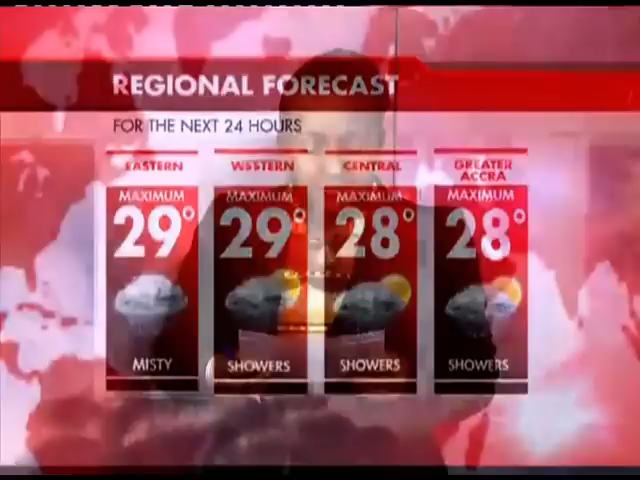 REGIONAL FORECAST
FOR THE NEXT 24 HOURS
EASTERN
MAXIMUM
29°
MISTY
WESTERN
MAXIMUM
29°
SHOWERS
CENTRAL
MAXIMUM
28°
SHOWERS
GREATER
ACCRA
MAXIMUM
28°
SHOWERS